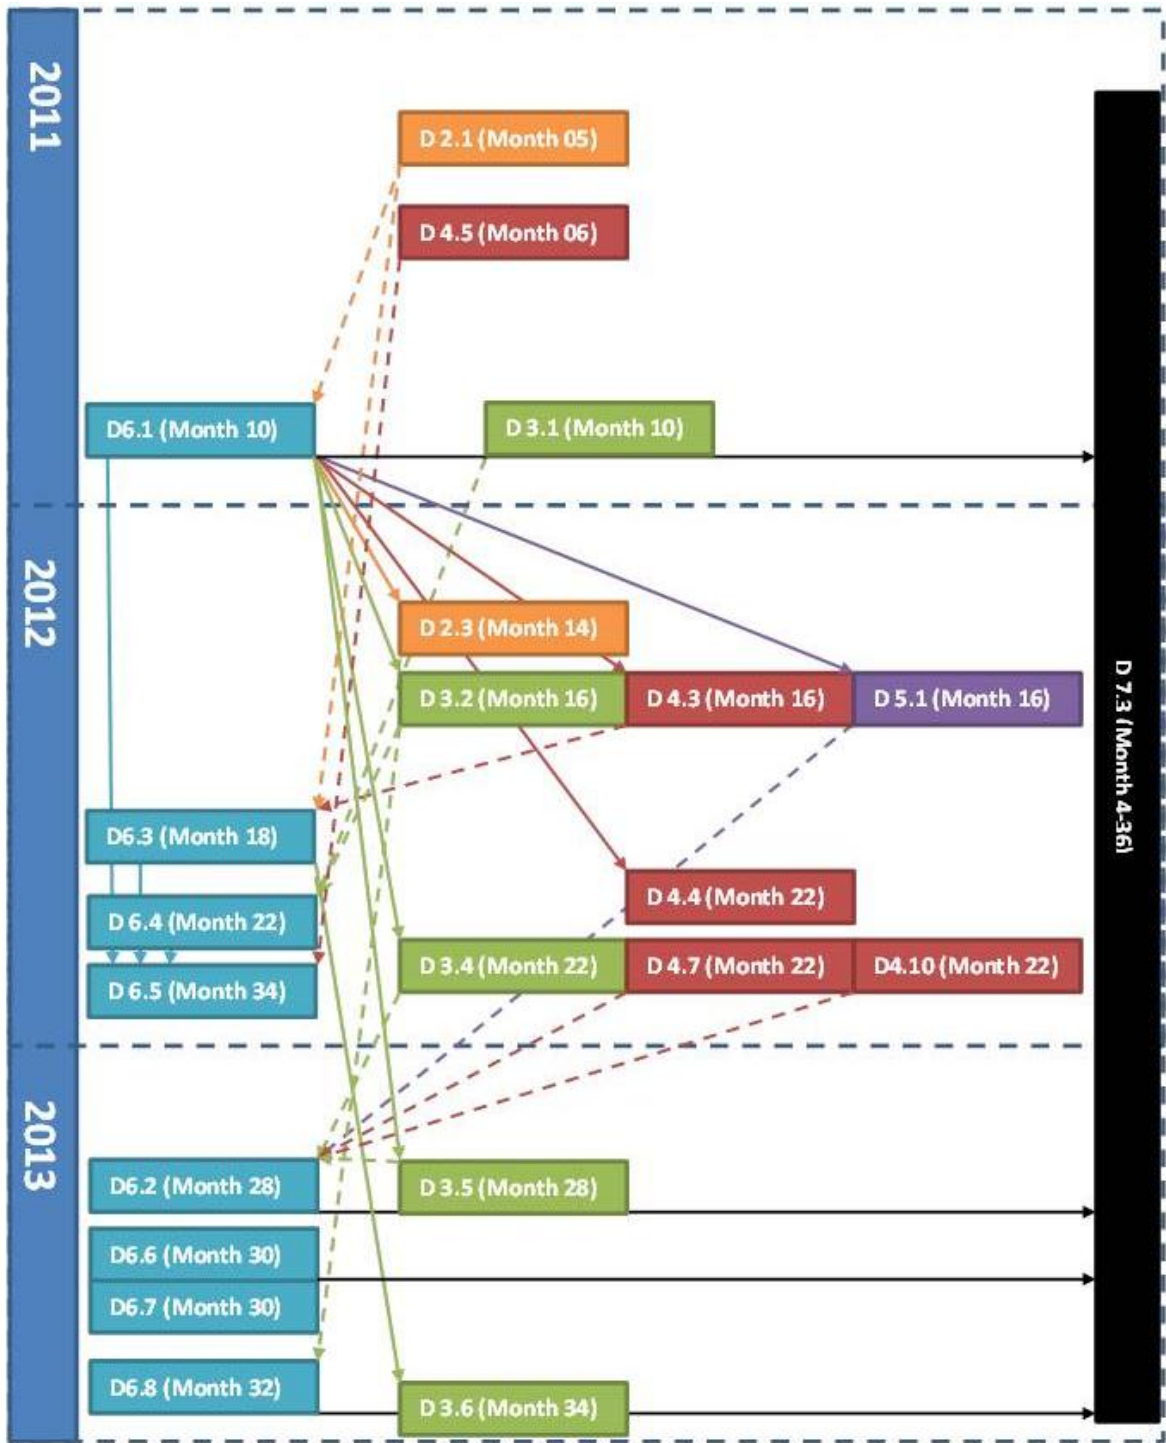 2011
D 2.1 (Month 05)
D 4.5 (Month 06)
D6.1 (Month 10)
D 3.1 (Month 10)
2012
D 2.3 (Month 14)
D 3.2 (Month 16)
D 4.3 (Month 16)
D 5.1 (Month 16)
D 7.3 (Month 4-36)
D6.3 (Month 18)
D 4.4 (Month 22)
D 6.4 (Month 22)
D 3.4 (Month 22)
D 4.7 (Month 22)
D4.10 (Month 22)
D 6.5 (Month 34)
2013
D6.2 (Month 28)
D 3.5 (Month 28)
D6.6 (Month 30)
D6.7 (Month 30)
D6.8 (Month 32)
D 3.6 (Month 34)